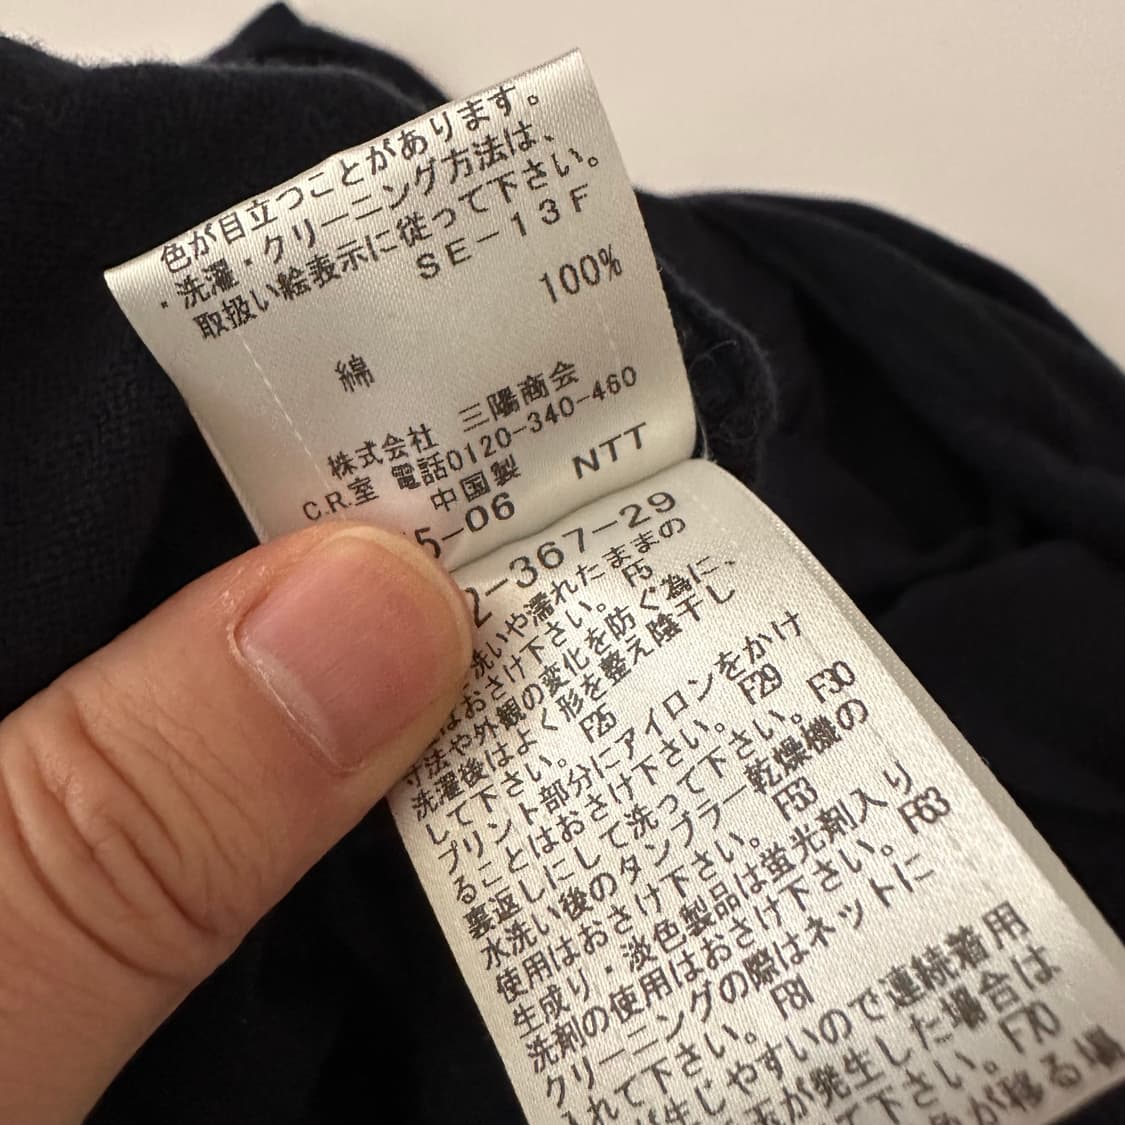 色が目立つことがあります。
・洗濯・クリーニング方法は、
取扱い絵表示に従って下さい。
SE-13F
100%
綿
株式会社 三陽商会
C.R.室 電話0120-340-460
中国製
5-06 NTT
2-367-29
洗いや濡れたままの
はおさけ下さい。 F5
寸法や外観の変化を防ぐ為に、
洗濯後はよく形を整え陰干し
して下さい。 F25
プリント部分にアイロンをかけ
ることはおさけ下さい。 F29
裏返しにして洗って下さい。 F30
水洗い後のタンブラー乾燥機の
使用はおさけ下さい。 F53
生成り・淡色製品は蛍光剤入り
洗剤の使用はおさけ下さい。 F63
クリーニングの際はネットに
入れて下さい。 F81
が生じやすいので連続着用
が発生した場合は
て下さい。 F70
が移る場